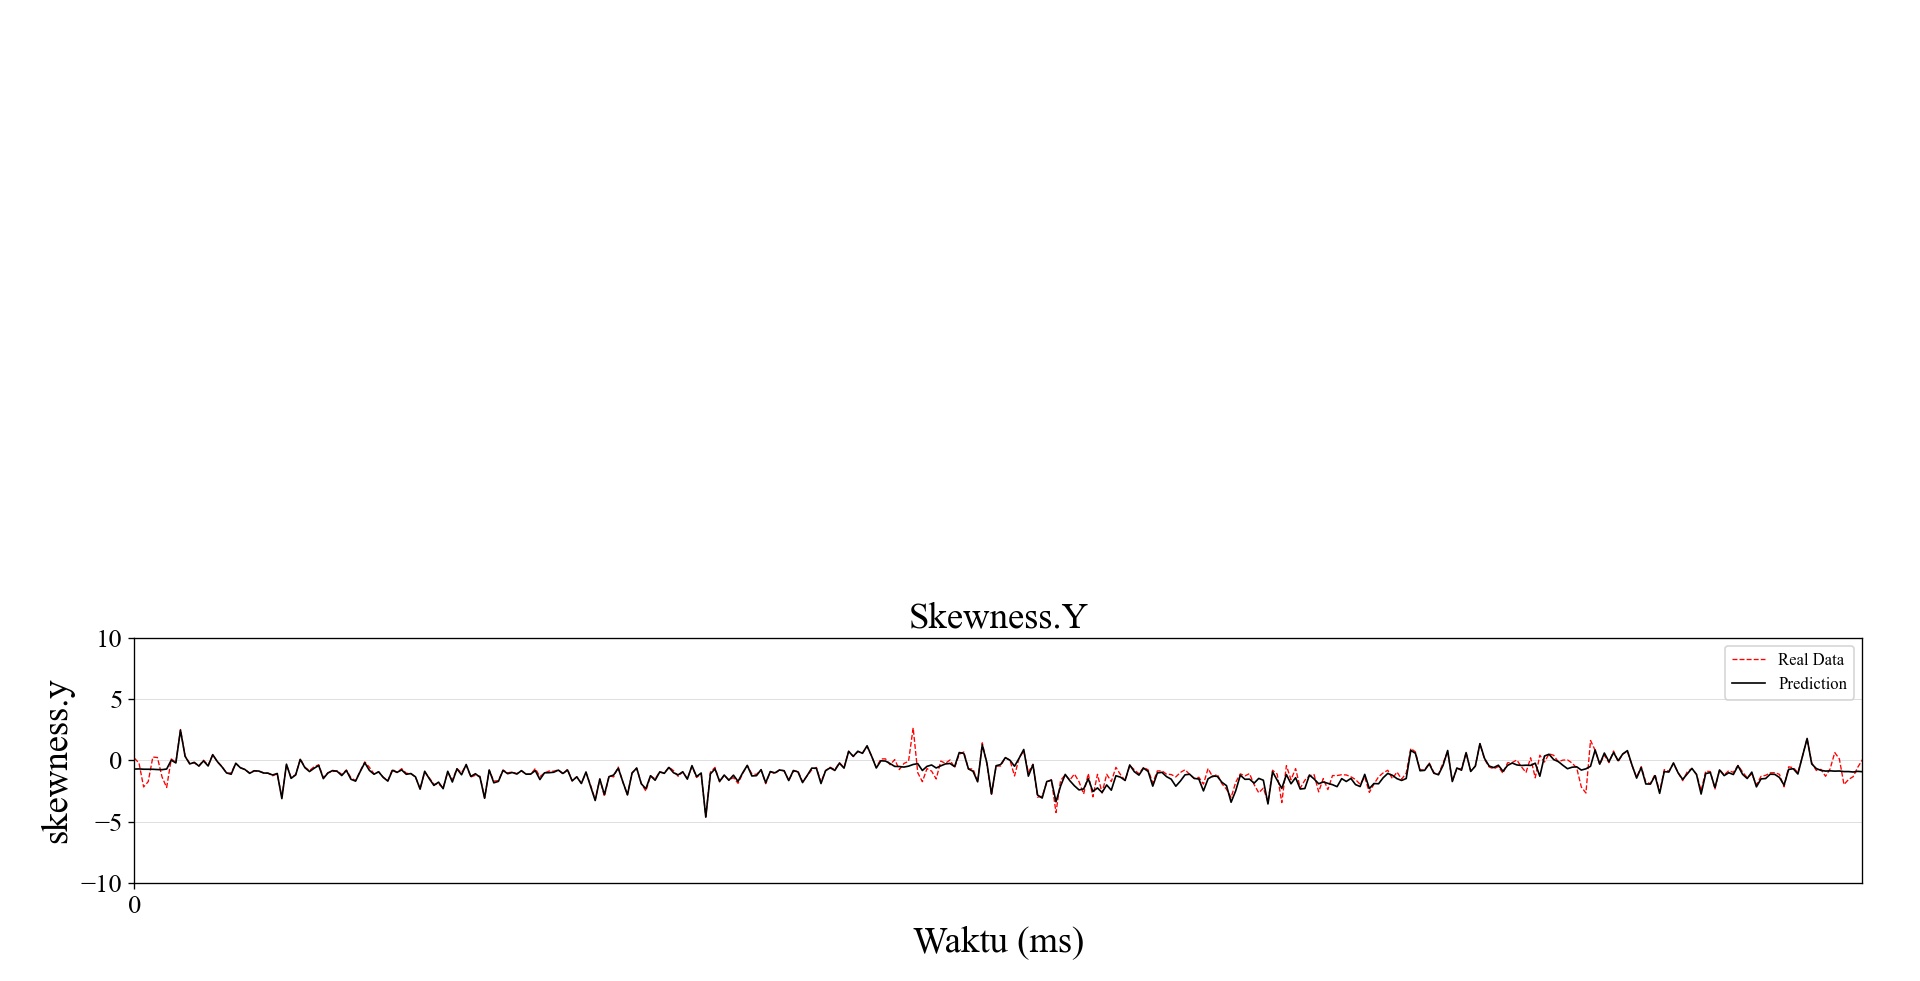 Skewness.Y
10
5
0
−5
−10
skewness.y
Real Data
Prediction
0
Waktu (ms)